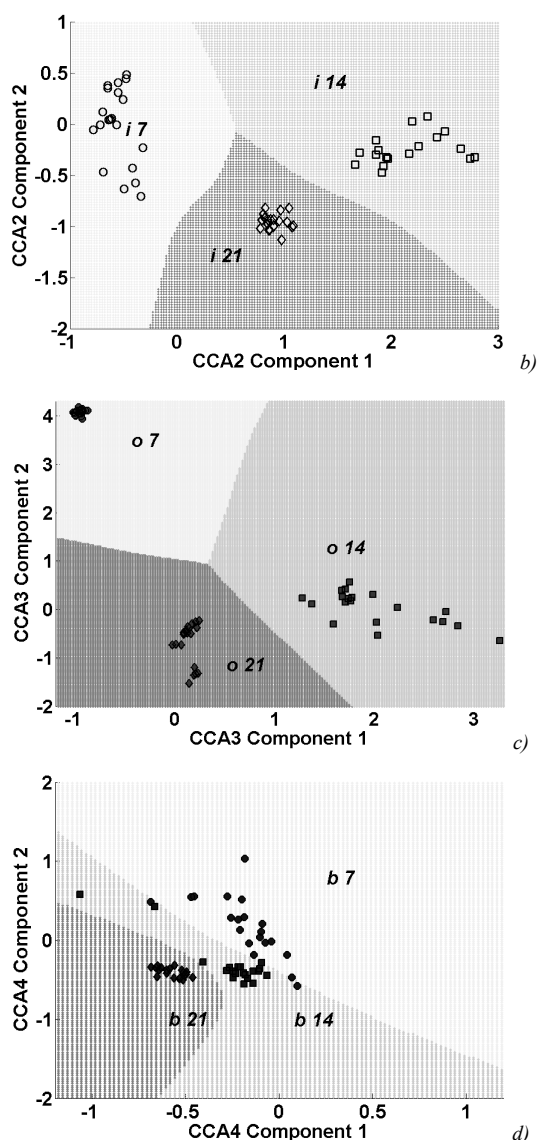 1
0.5
0
-0.5
-1
-1.5
-2
CCA2 Component 2
i 7
i 14
i 21
-1 0 1 2 3
CCA2 Component 1
b)
4
3
2
1
0
-1
-2
CCA3 Component 2
o 7
o 14
o 21
-1 0 1 2 3
CCA3 Component 1
c)
2
1
0
-1
-2
CCA4 Component 2
b 7
b 21
b 14
-1 -0.5 0 0.5 1
CCA4 Component 1
d)